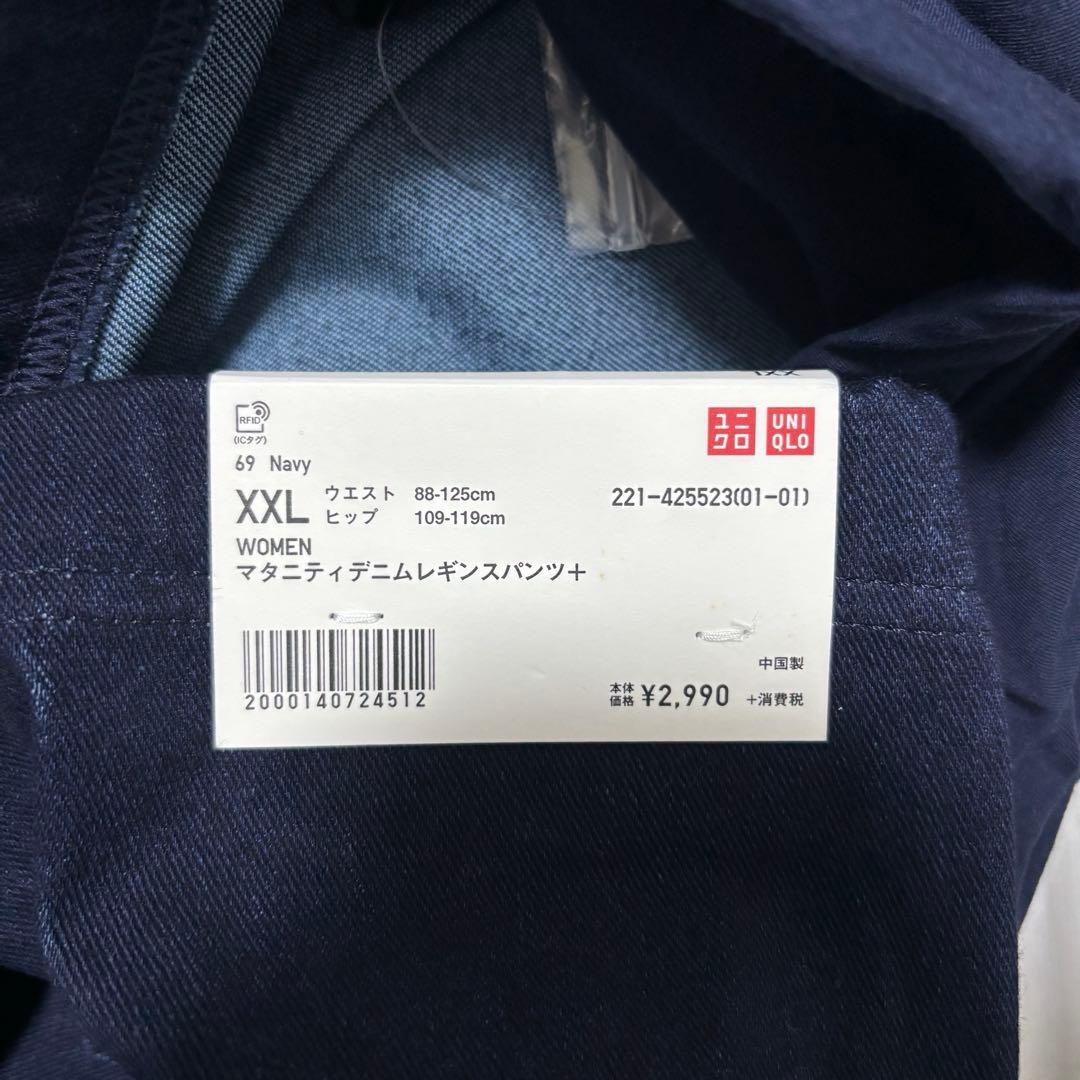 RFID
(ICタグ)
ユニクロ
UNIQLO
69 Navy
XXL
ウエスト 88-125cm
ヒップ 109-119cm
221-425523(01-01)
WOMEN
マタニティデニムレギンスパンツ+
中国製
2000140724512
本体価格 ¥2,990 +消費税